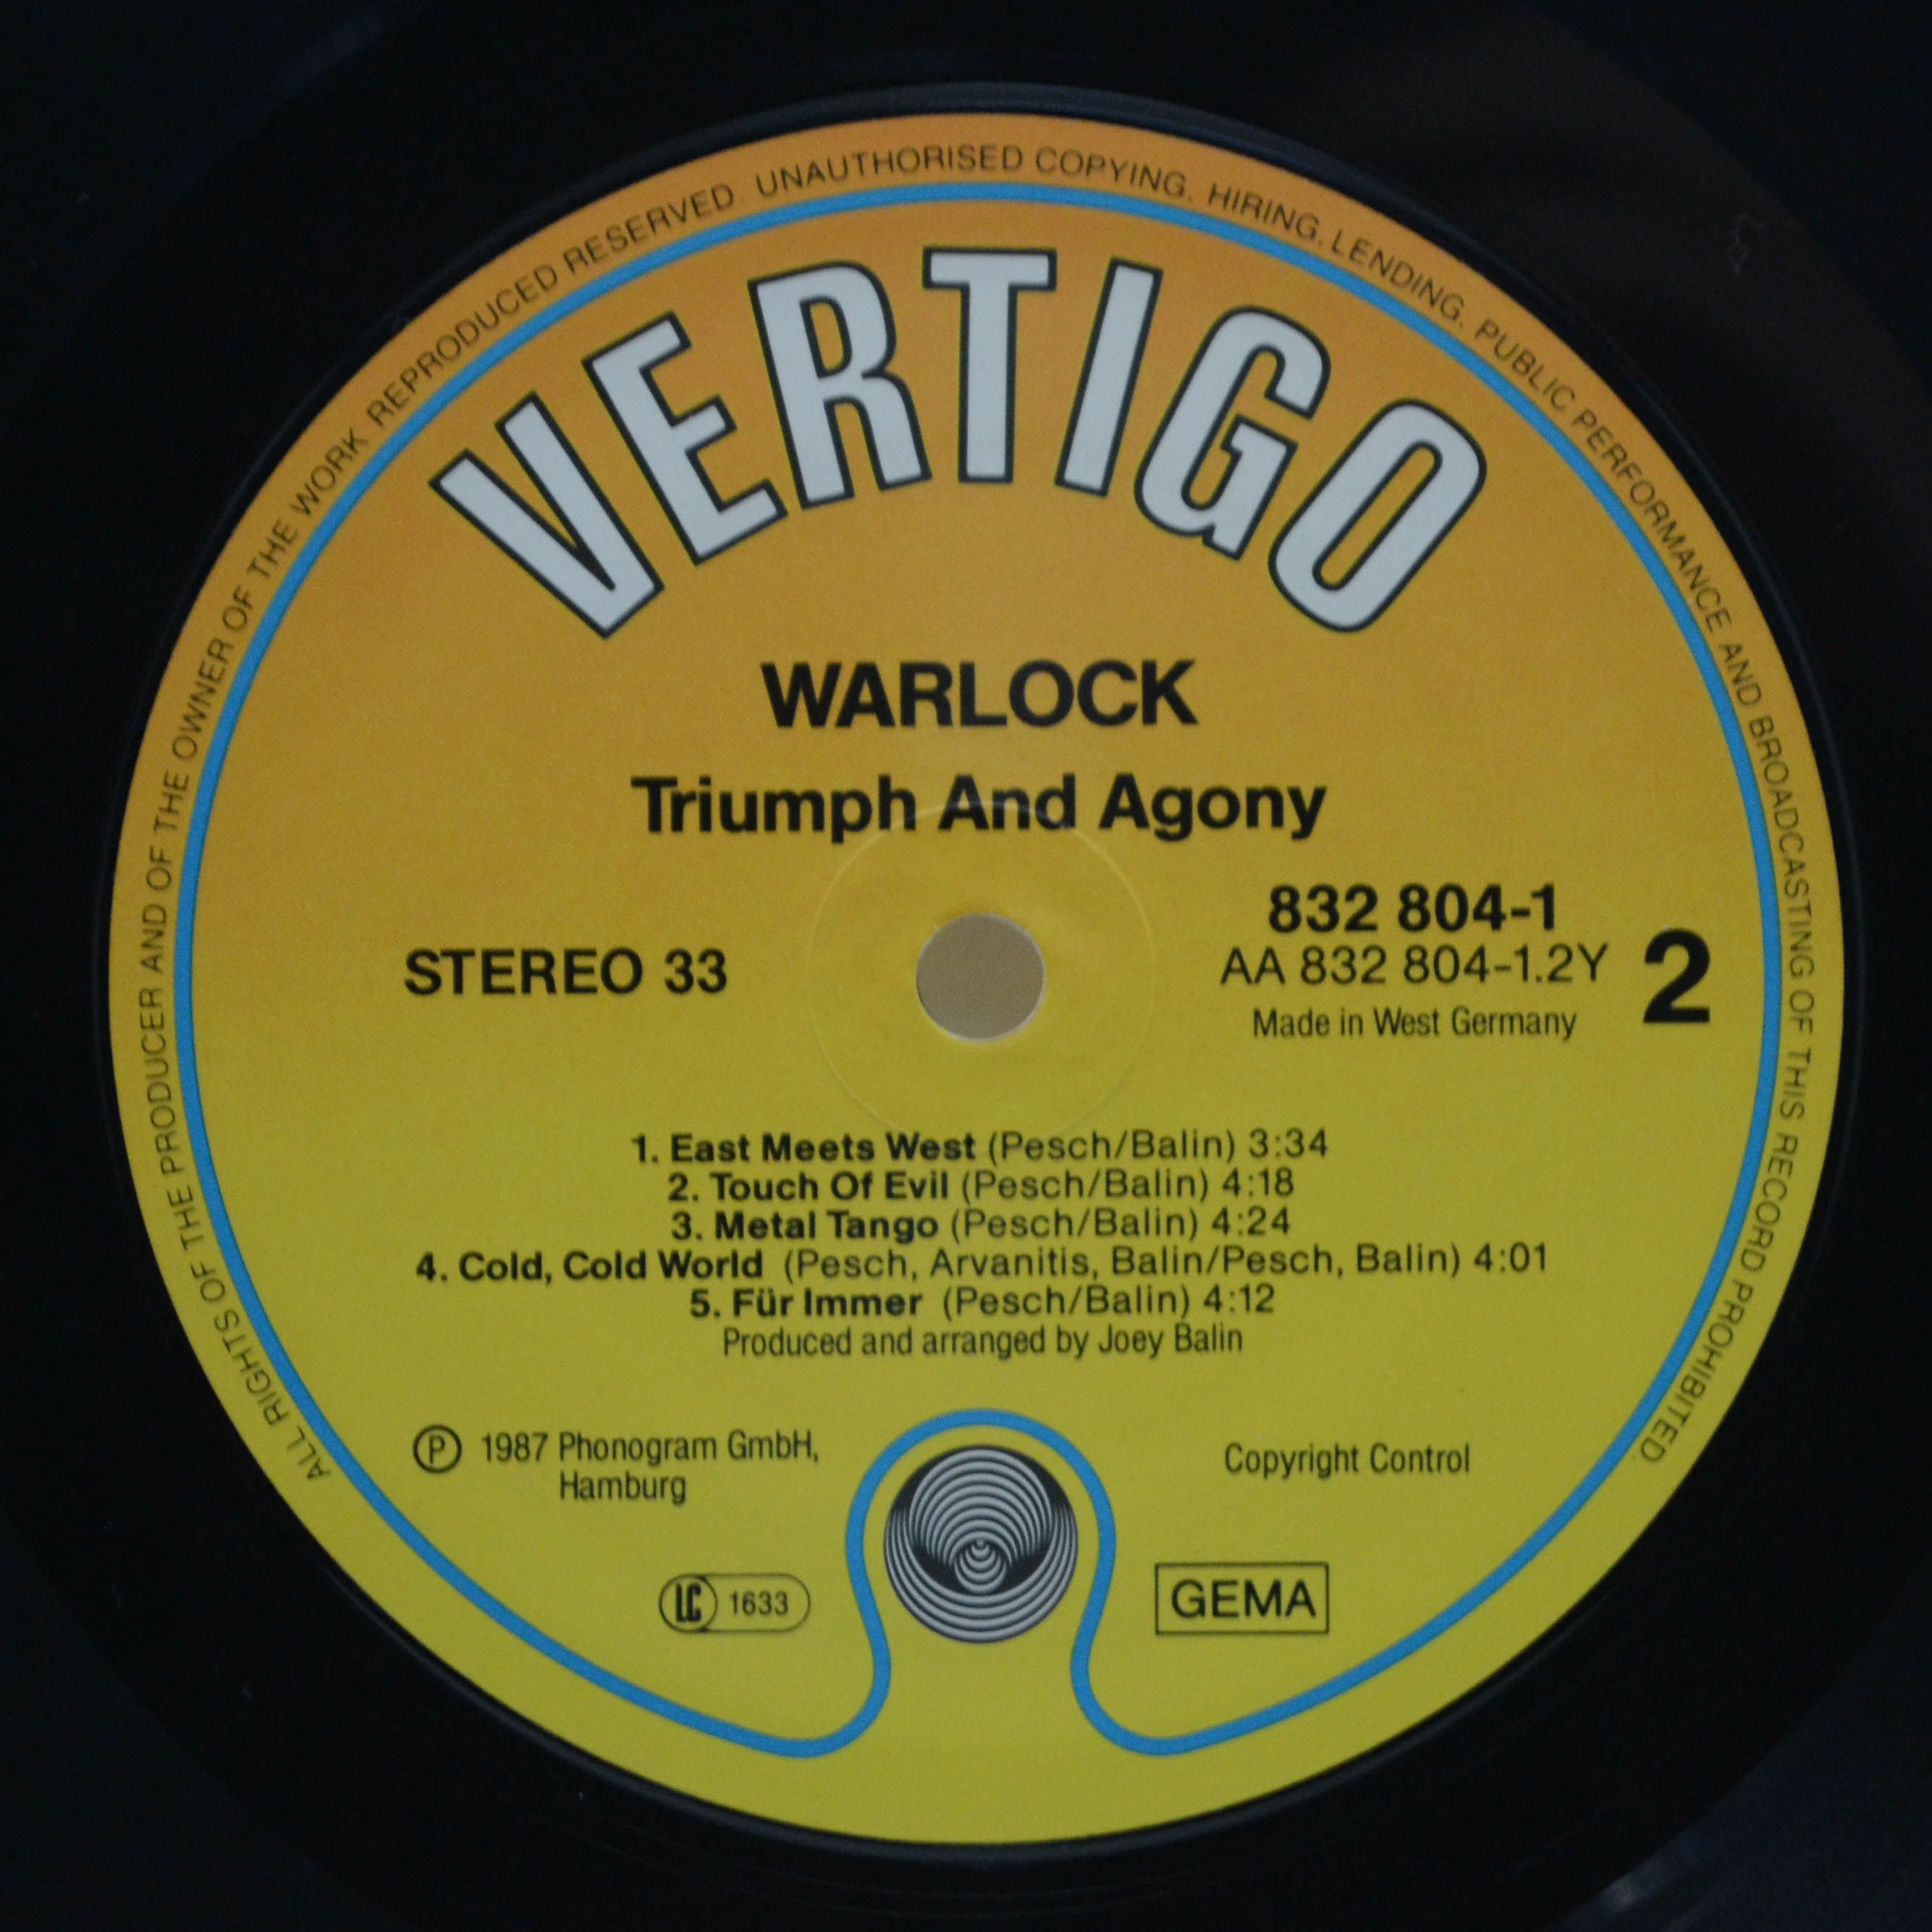 ALL RIGHTS OF THE PRODUCER AND OF THE OWNER OF THE WORK REPRODUCED RESERVED. UNAUTHORISED COPYING. HIRING. LENDING. PUBLIC PERFORMANCE AND BROADCASTING OF THIS RECORD PROHIBITED.
VERTIGO
WARLOCK
Triumph And Agony
STEREO 33
832 804-1
AA 832 804-1.2Y
Made in West Germany
2
1. East Meets West (Pesch/Balin) 3:34
2. Touch Of Evil (Pesch/Balin) 4:18
3. Metal Tango (Pesch/Balin) 4:24
4. Cold, Cold World (Pesch, Arvanitis, Balin/Pesch, Balin) 4:01
5. Für Immer (Pesch/Balin) 4:12
Produced and arranged by Joey Balin
Ⓟ 1987 Phonogram GmbH,
Hamburg
Copyright Control
LC 1633
GEMA